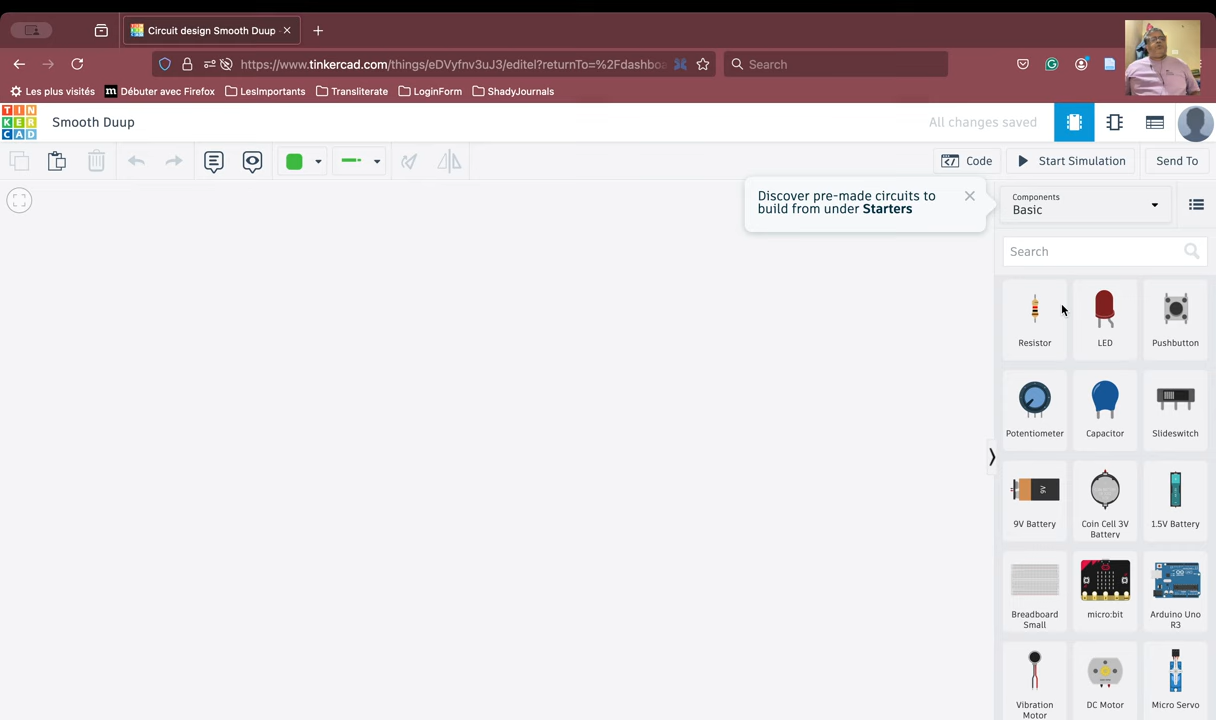 Circuit design Smooth Duup
https://www.tinkercad.com/things/eDVyfnv3uJ3/editel?returnTo=%2Fdashboa
Search
Les plus visités
Débuter avec Firefox
LesImportants
Transliterate
LoginForm
ShadyJournals
TIN
KER
CAD
Smooth Duup
All changes saved
Code
Start Simulation
Send To
Discover pre-made circuits to
build from under Starters
Components
Basic
Search
Resistor
LED
Pushbutton
Potentiometer
Capacitor
Slideswitch
9V
9V Battery
Coin Cell 3V
Battery
1.5V Battery
Breadboard
Small
micro:bit
Arduino Uno
R3
Vibration
Motor
DC Motor
Micro Servo